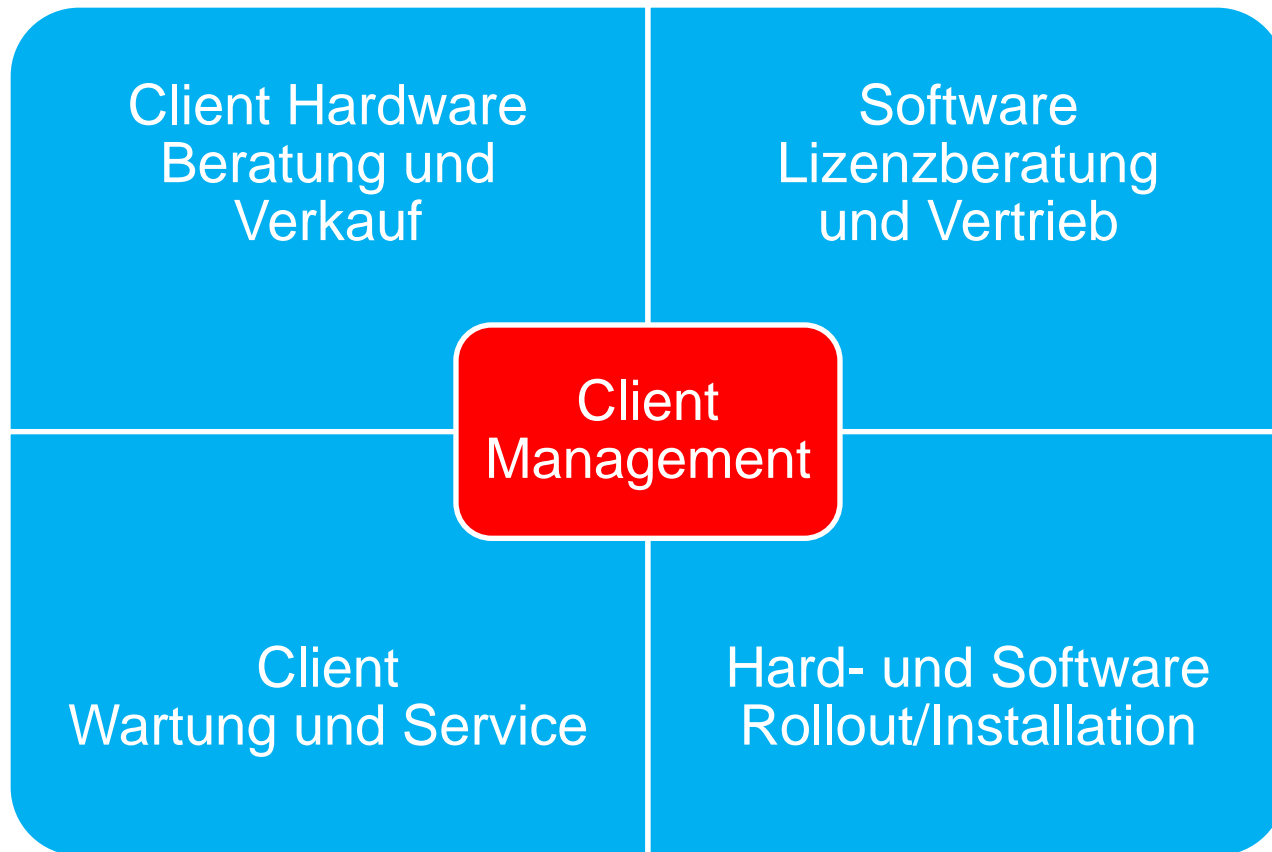 Client Hardware
Beratung und
Verkauf
Software
Lizenzberatung
und Vertrieb
Client
Management
Client
Wartung und Service
Hard- und Software
Rollout/Installation